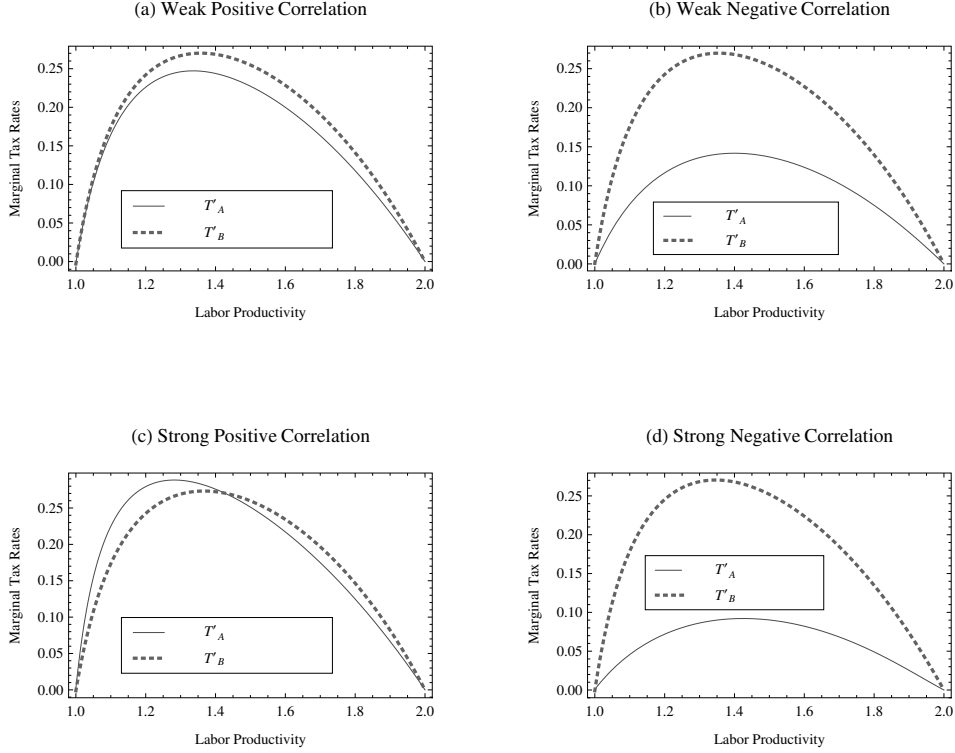 (a) Weak Positive Correlation
Marginal Tax Rates
0.25
0.20
0.15
0.10
0.05
0.00
T′A
T′B
1.0 1.2 1.4 1.6 1.8 2.0
Labor Productivity
(b) Weak Negative Correlation
Marginal Tax Rates
0.25
0.20
0.15
0.10
0.05
0.00
T′A
T′B
1.0 1.2 1.4 1.6 1.8 2.0
Labor Productivity
(c) Strong Positive Correlation
Marginal Tax Rates
0.25
0.20
0.15
0.10
0.05
0.00
T′A
T′B
1.0 1.2 1.4 1.6 1.8 2.0
Labor Productivity
(d) Strong Negative Correlation
Marginal Tax Rates
0.25
0.20
0.15
0.10
0.05
0.00
T′A
T′B
1.0 1.2 1.4 1.6 1.8 2.0
Labor Productivity